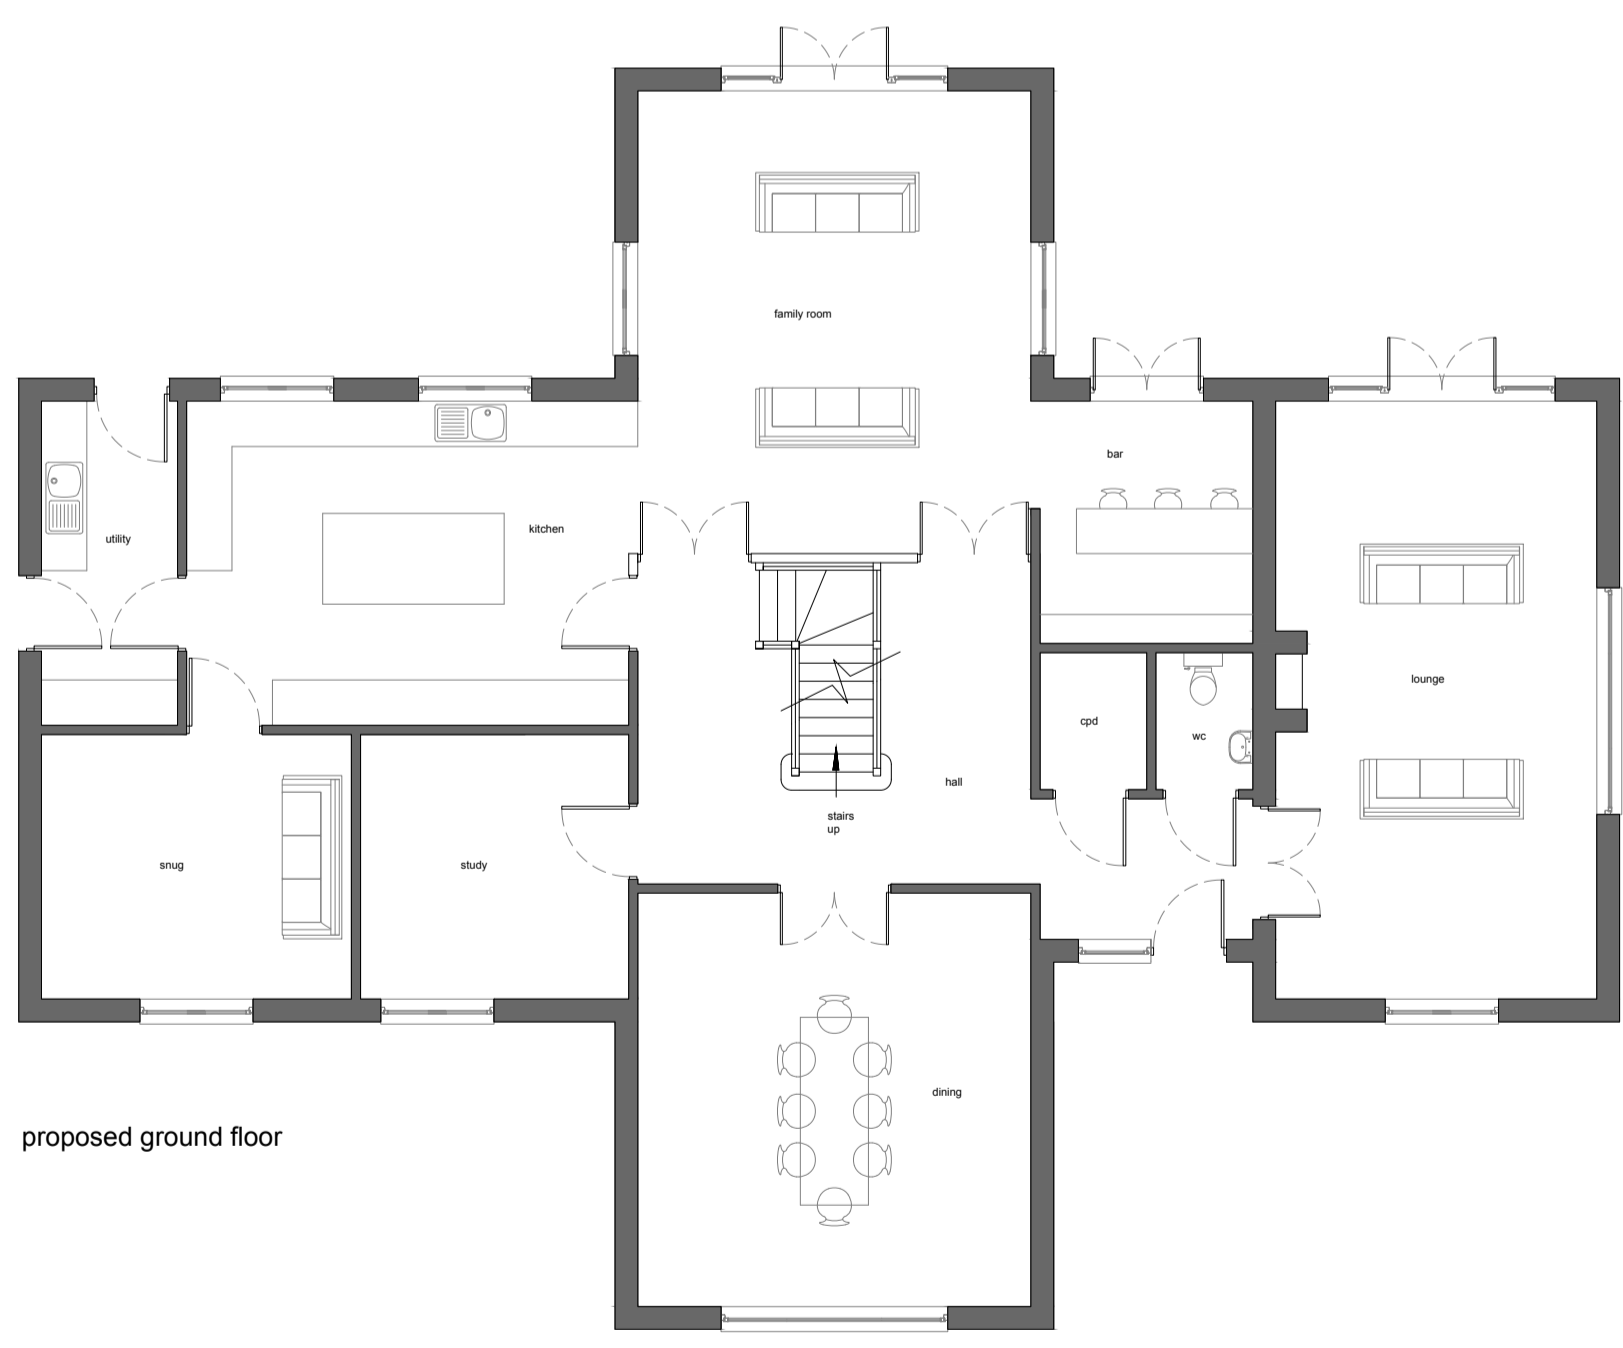 family room
bar
kitchen
utility
lounge
cpd
wc
hall
stairs
up
snug
study
dining
proposed ground floor